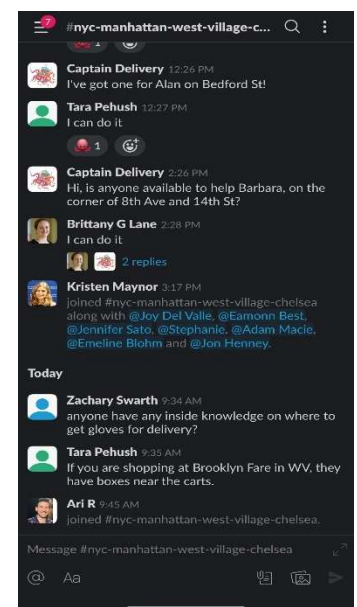 7
#nyc-manhattan-west-village-c...
1
Captain Delivery 12:26 PM
I've got one for Alan on Bedford St!
Tara Pehush 12:27 PM
I can do it
1
Captain Delivery 2:26 PM
Hi, is anyone available to help Barbara, on the
corner of 8th Ave and 14th St?
Brittany G Lane 2:28 PM
I can do it
2 replies
Kristen Maynor 3:17 PM
joined #nyc-manhattan-west-village-chelsea
along with @Joy Del Valle, @Eamonn Best,
@Jennifer Sato, @Stephanie, @Adam Macie,
@Emeline Blohm and @Jon Henney.
Today
Zachary Swarth 9:34 AM
anyone have any inside knowledge on where to
get gloves for delivery?
Tara Pehush 9:35 AM
If you are shopping at Brooklyn Fare in WV, they
have boxes near the carts.
Ari R 9:45 AM
joined #nyc-manhattan-west-village-chelsea.
Message #nyc-manhattan-west-village-chelsea
@ Aa